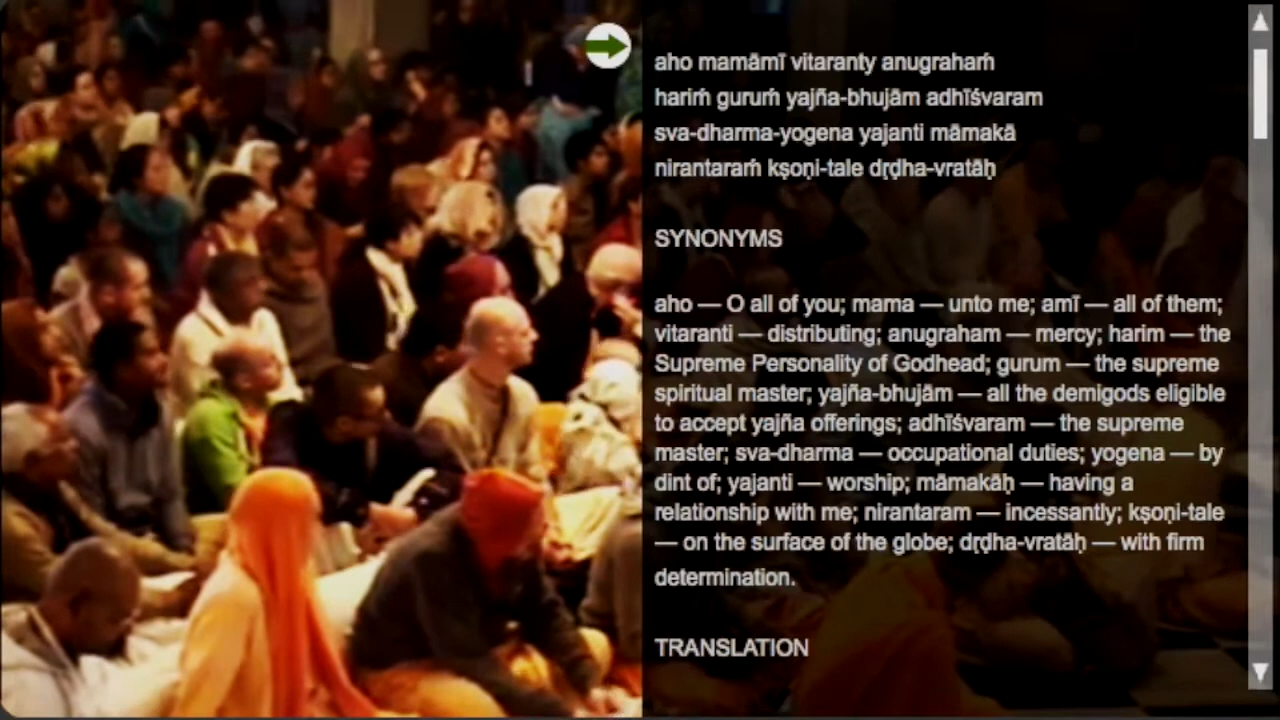 aho mamāmī vitaranty anugrahaṁ
hariṁ guruṁ yajña-bhujām adhīśvaram
sva-dharma-yogena yajanti māmakā
nirantaraṁ kṣoṇi-tale dṛḍha-vratāḥ
SYNONYMS
aho — O all of you; mama — unto me; amī — all of them;
vitaranti — distributing; anugraham — mercy; harim — the
Supreme Personality of Godhead; gurum — the supreme
spiritual master; yajña-bhujām — all the demigods eligible
to accept yajña offerings; adhīśvaram — the supreme
master; sva-dharma — occupational duties; yogena — by
dint of; yajanti — worship; māmakāḥ — having a
relationship with me; nirantaram — incessantly; kṣoṇi-tale
— on the surface of the globe; dṛḍha-vratāḥ — with firm
determination.
TRANSLATION